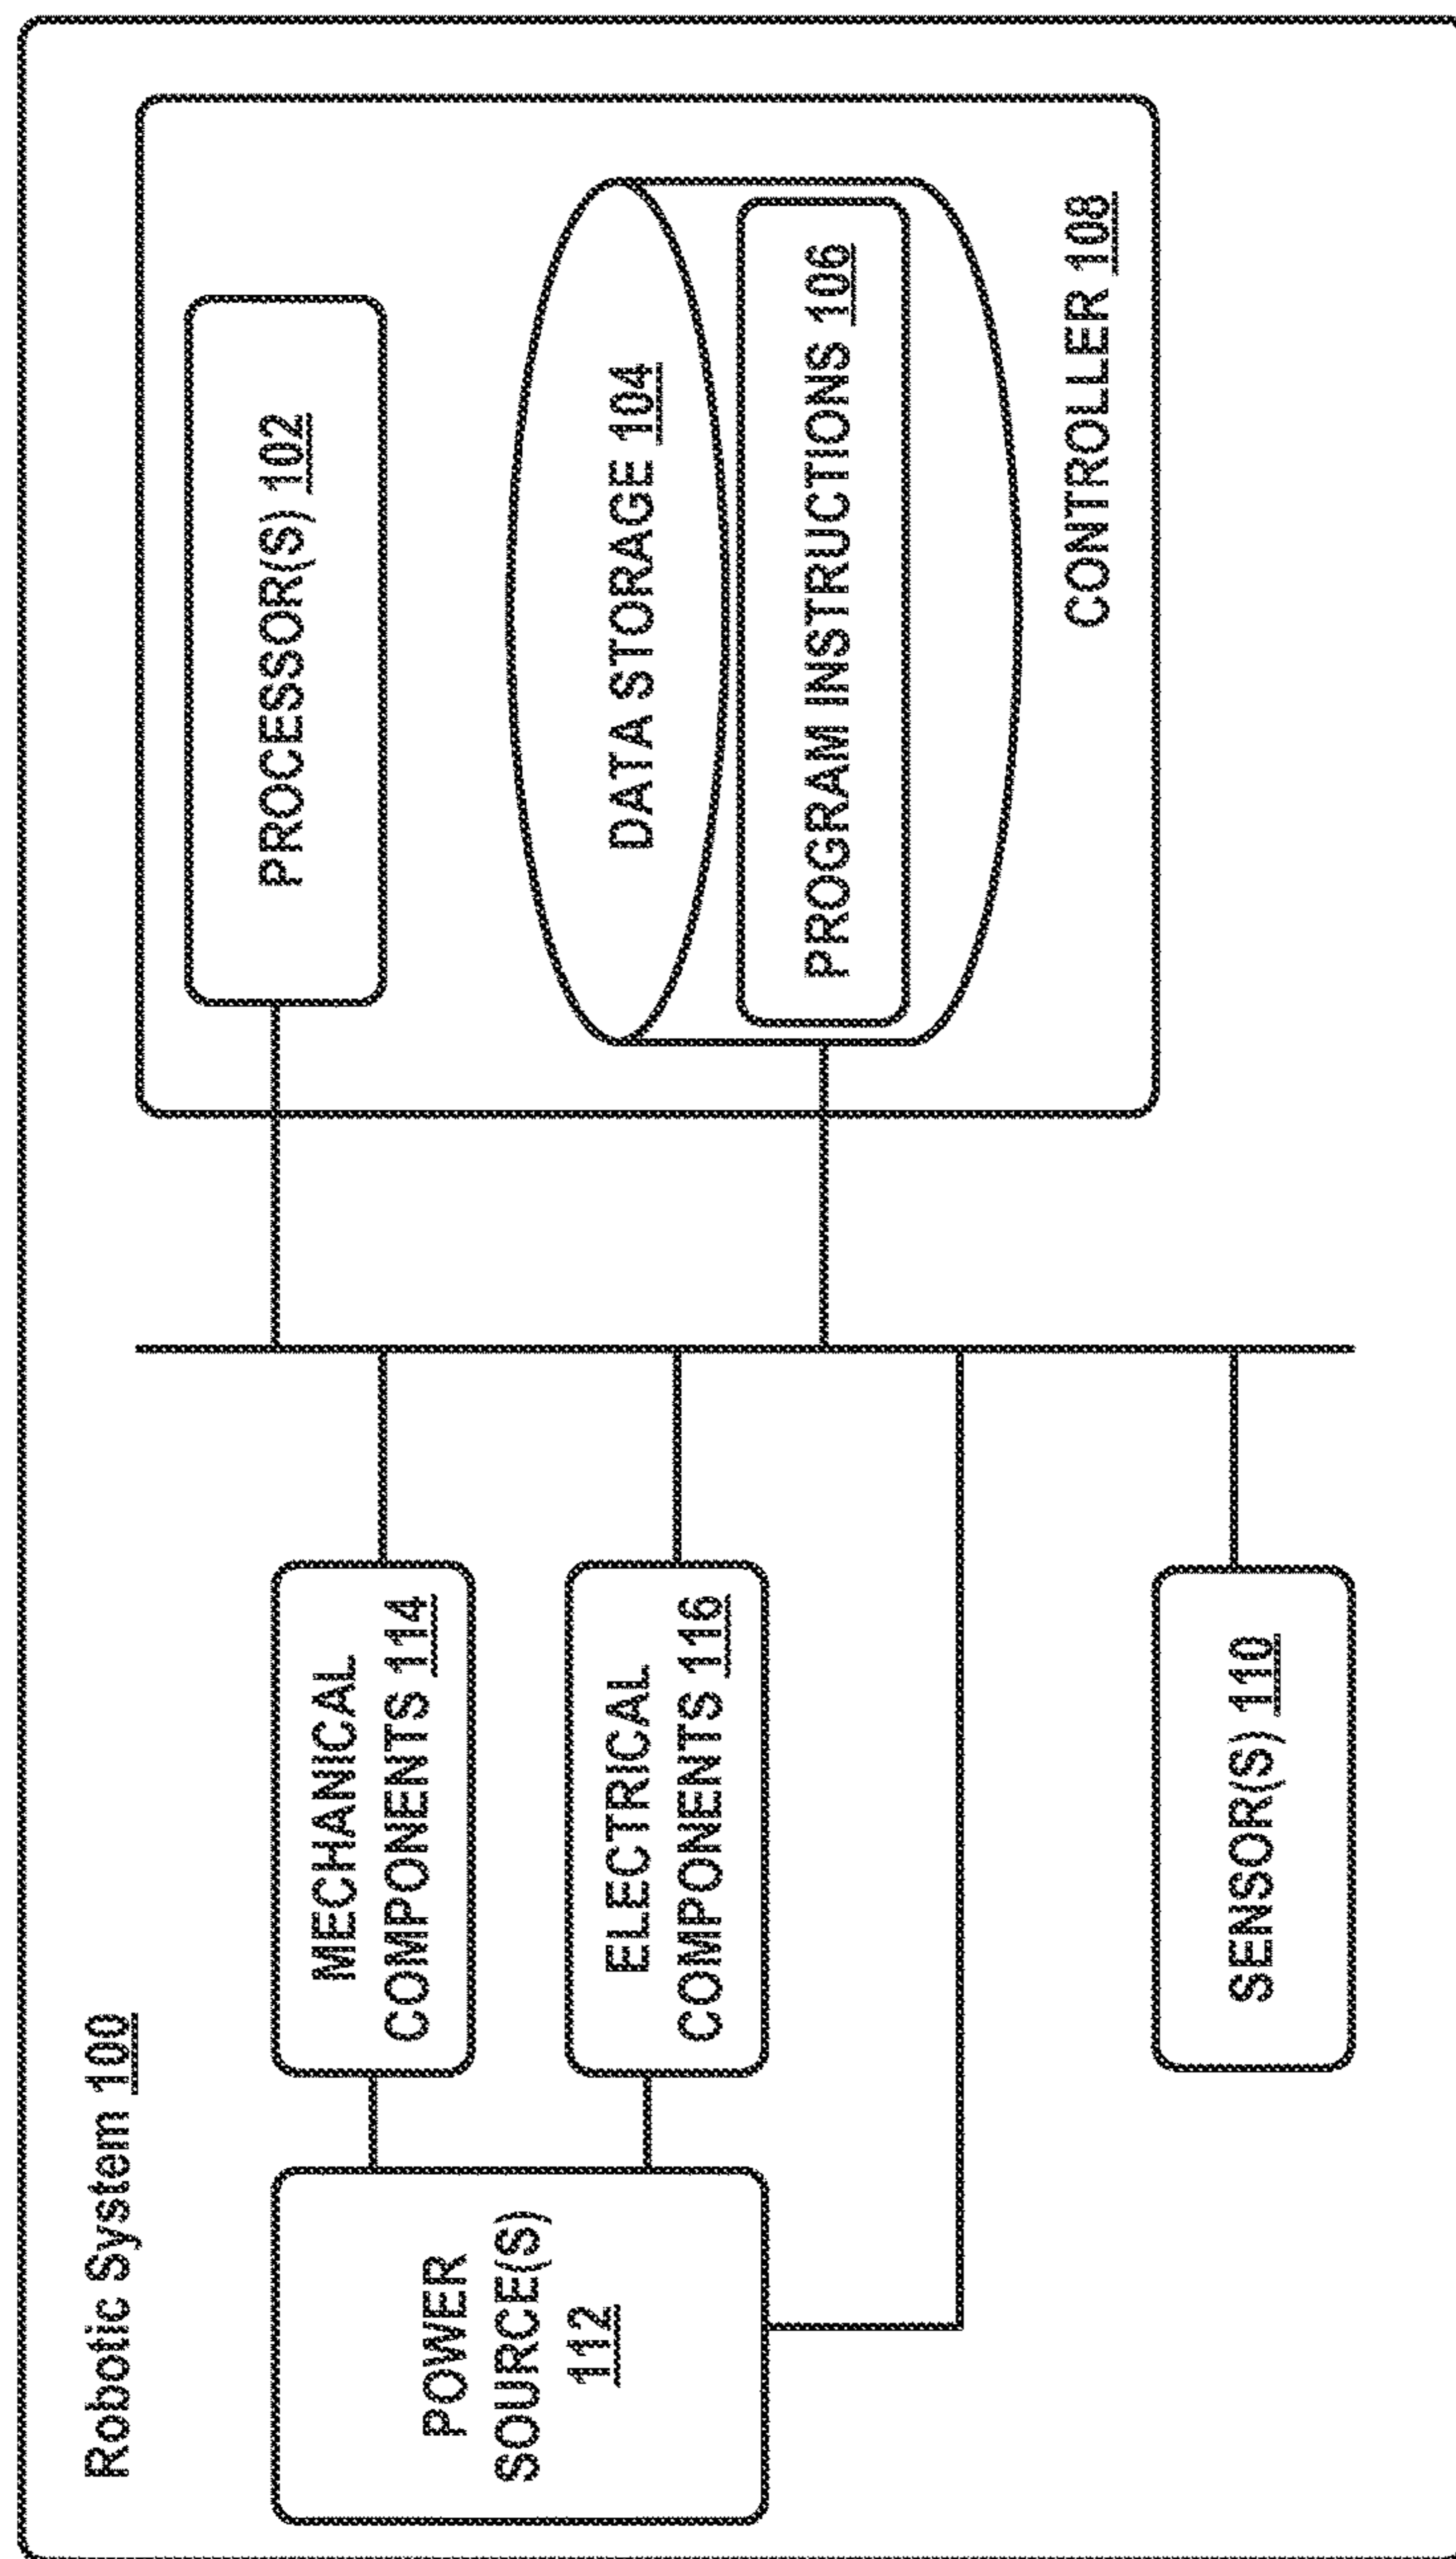 Robotic System 100
POWER
SOURCE(S)
112
MECHANICAL
COMPONENTS 114
ELECTRICAL
COMPONENTS 116
SENSOR(S) 110
PROCESSOR(S) 102
DATA STORAGE 104
PROGRAM INSTRUCTIONS 106
CONTROLLER 108